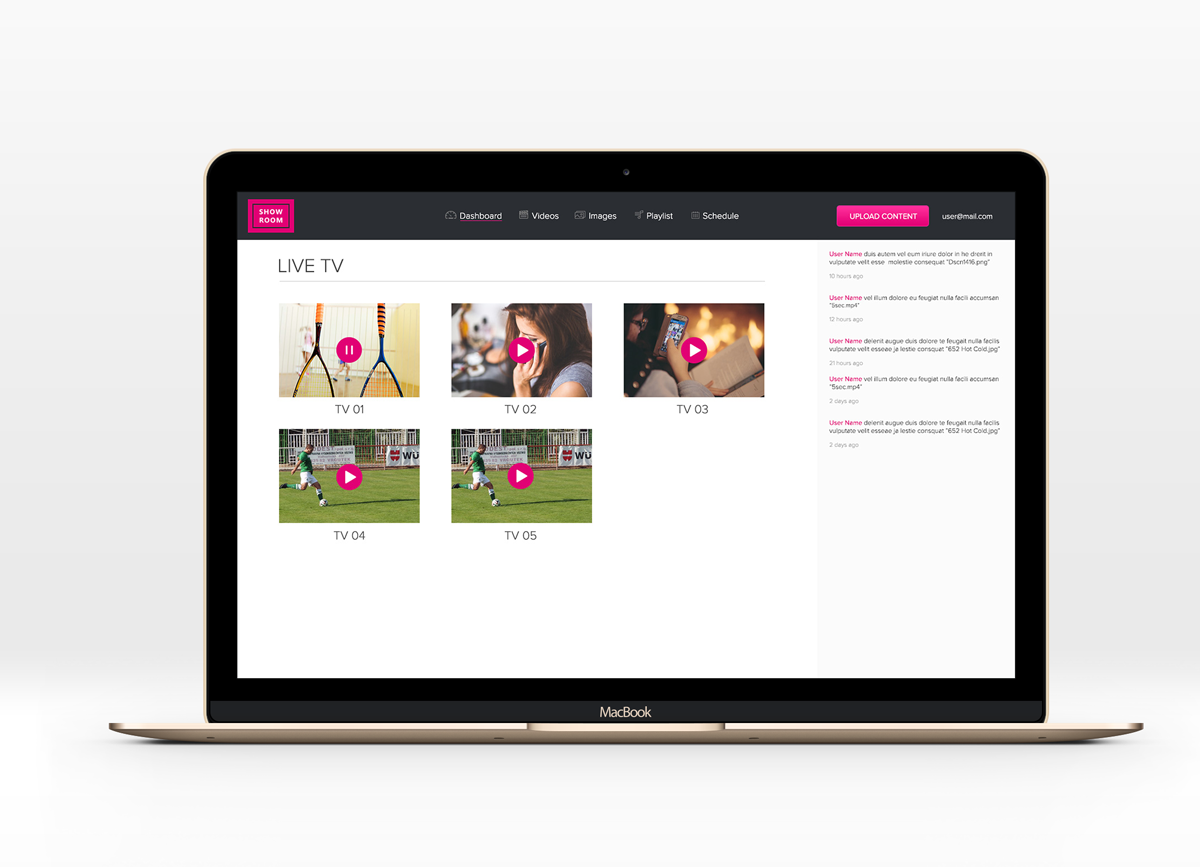 SHOW
ROOM
Dashboard
Videos
Images
Playlist
Schedule
UPLOAD CONTENT
user@mail.com
LIVE TV
TV 01
TV 02
TV 03
WÜ
TV 04
TV 05
User Name duis autem vel eum iriure dolor in he drerit in
vulputate velit esse molestie consequat "Dscn1416.png"
10 hours ago
User Name vel illum dolore eu feugiat nulla facili accumsan
"5sec.mp4"
12 hours ago
User Name delenit augue duis dolore te feugait nulla facilis
vulputate velit esseae ja lestie consquat "652 Hot Cold.jpg"
21 hours ago
User Name vel illum dolore eu feugiat nulla facili accumsan
"5sec.mp4"
2 days ago
User Name delenit augue duis dolore te feugait nulla facilis
vulputate velit esseae ja lestie consquat "652 Hot Cold.jpg"
2 days ago
MacBook